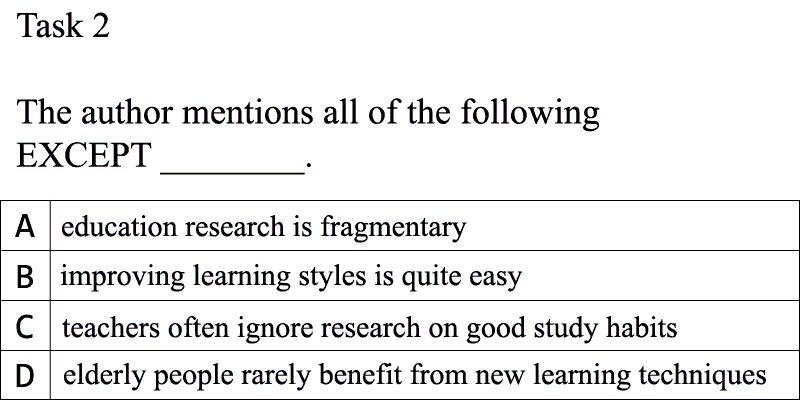 Task 2
The author mentions all of the following
EXCEPT ________.
A education research is fragmentary
B improving learning styles is quite easy
C teachers often ignore research on good study habits
D elderly people rarely benefit from new learning techniques